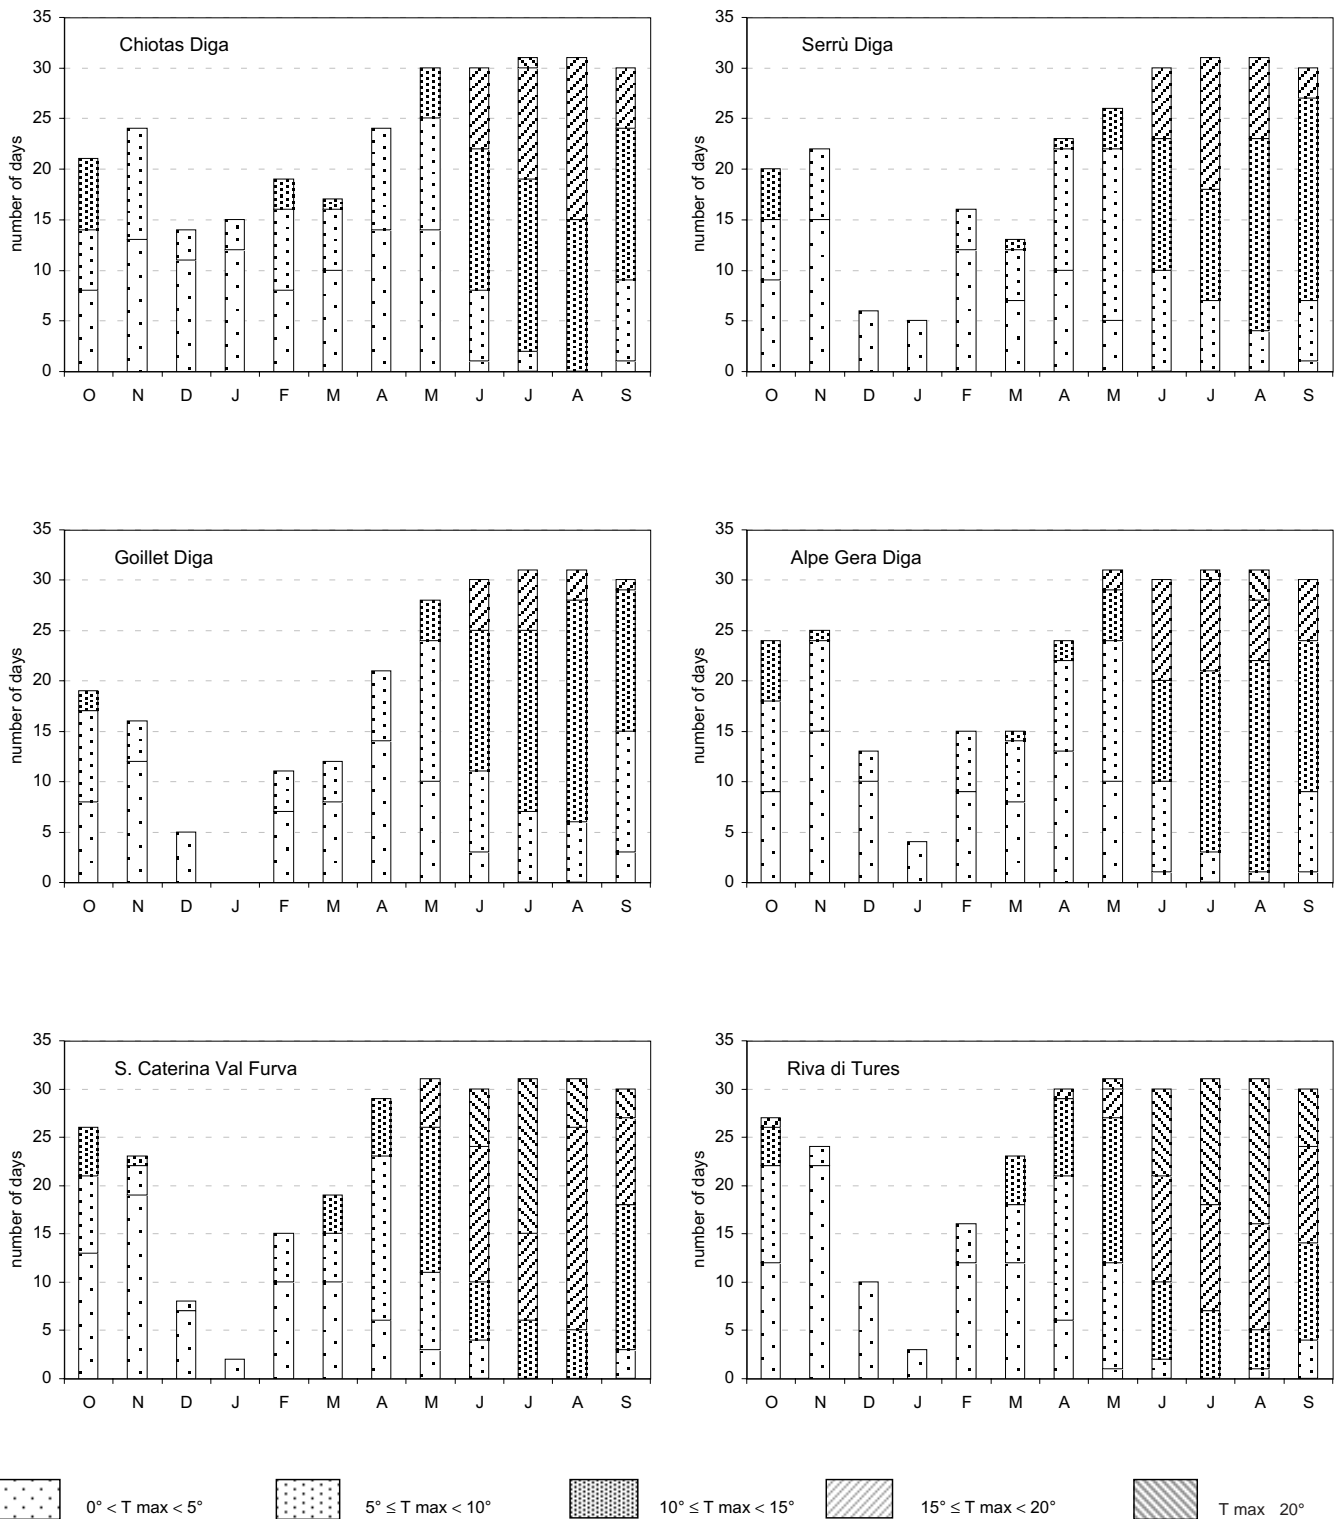 Chiotas Diga
number of days
35
30
25
20
15
10
5
0
O N D J F M A M J J A S
Serrù Diga
number of days
35
30
25
20
15
10
5
0
O N D J F M A M J J A S
Goillet Diga
number of days
35
30
25
20
15
10
5
0
O N D J F M A M J J A S
Alpe Gera Diga
number of days
35
30
25
20
15
10
5
0
O N D J F M A M J J A S
S. Caterina Val Furva
number of days
35
30
25
20
15
10
5
0
O N D J F M A M J J A S
Riva di Tures
number of days
35
30
25
20
15
10
5
0
O N D J F M A M J J A S
0° < T max < 5° 5° ≤ T max < 10° 10° ≤ T max < 15° 15° ≤ T max < 20° T max 20°